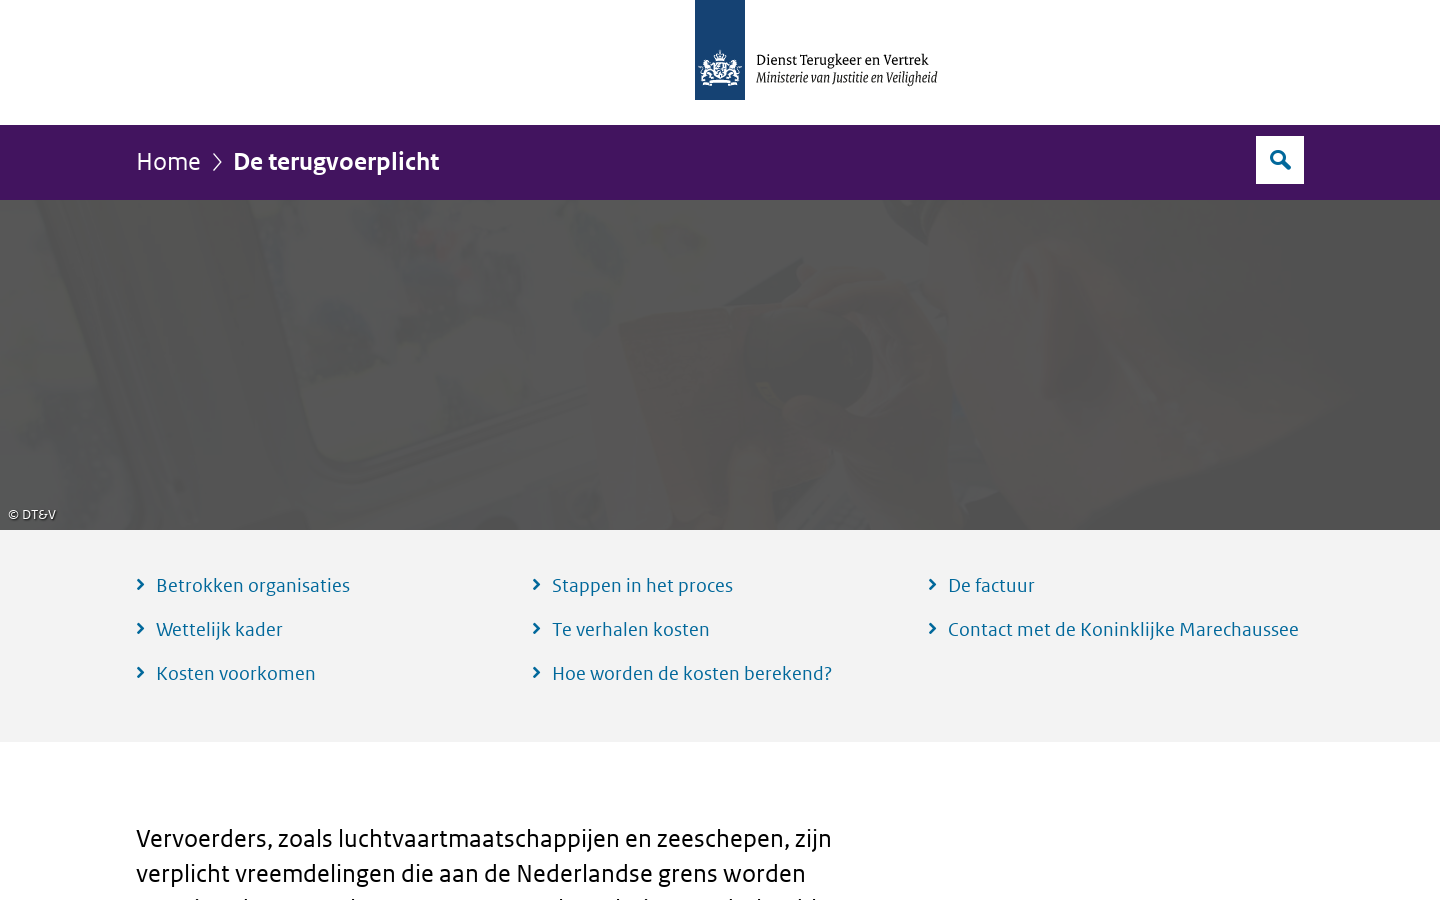 Dienst Terugkeer en Vertrek
Ministerie van Justitie en Veiligheid
Home
De terugvoerplicht
© DT&V
Betrokken organisaties
Stappen in het proces
De factuur
Wettelijk kader
Te verhalen kosten
Contact met de Koninklijke Marechaussee
Kosten voorkomen
Hoe worden de kosten berekend?
Vervoerders, zoals luchtvaartmaatschappijen en zeeschepen, zijn
verplicht vreemdelingen die aan de Nederlandse grens worden